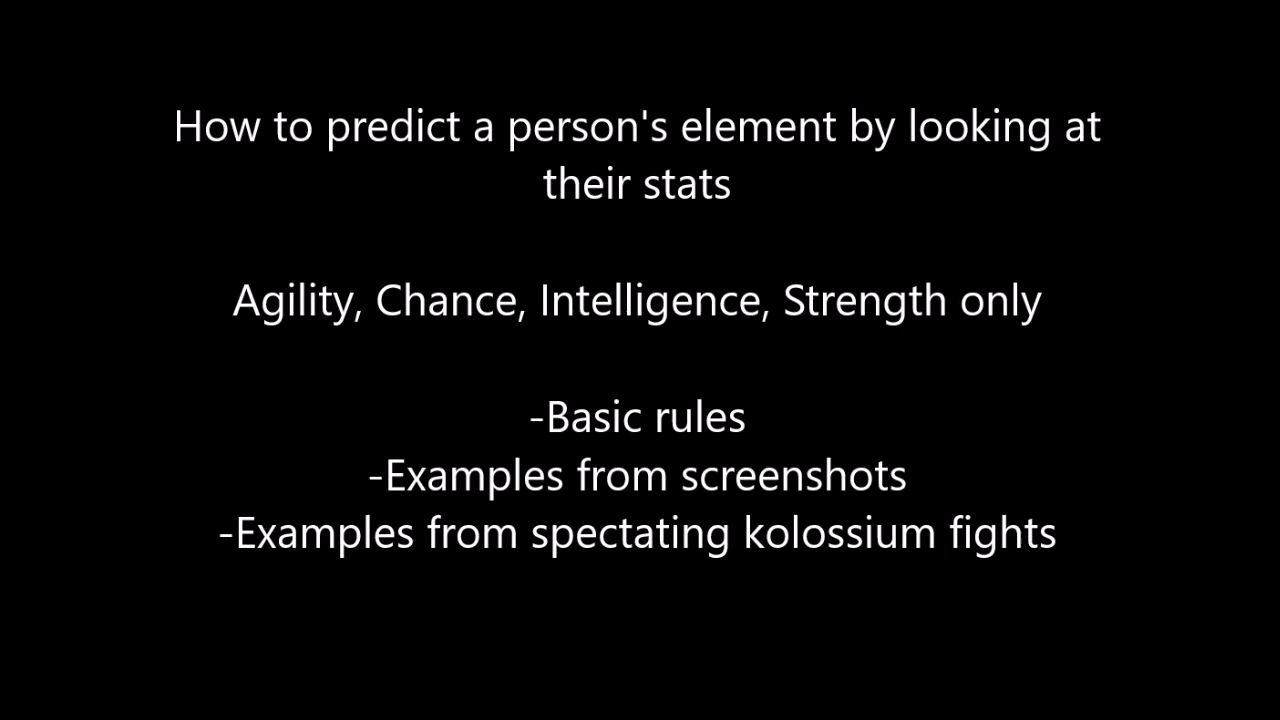 How to predict a person's element by looking at
their stats
Agility, Chance, Intelligence, Strength only
-Basic rules
-Examples from screenshots
-Examples from spectating kolossium fights